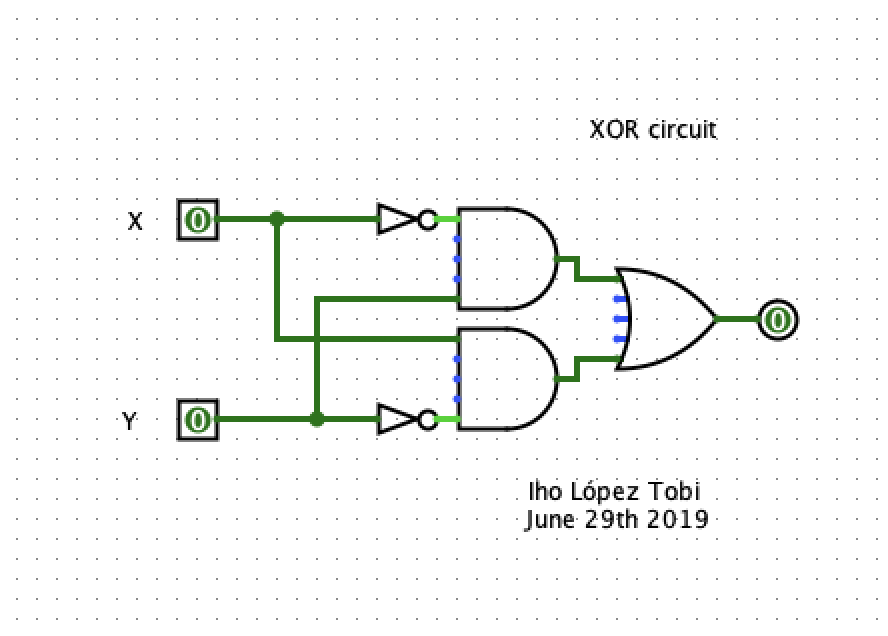 XOR circuit
X 0
0
Y 0
Iho López Tobi
June 29th 2019